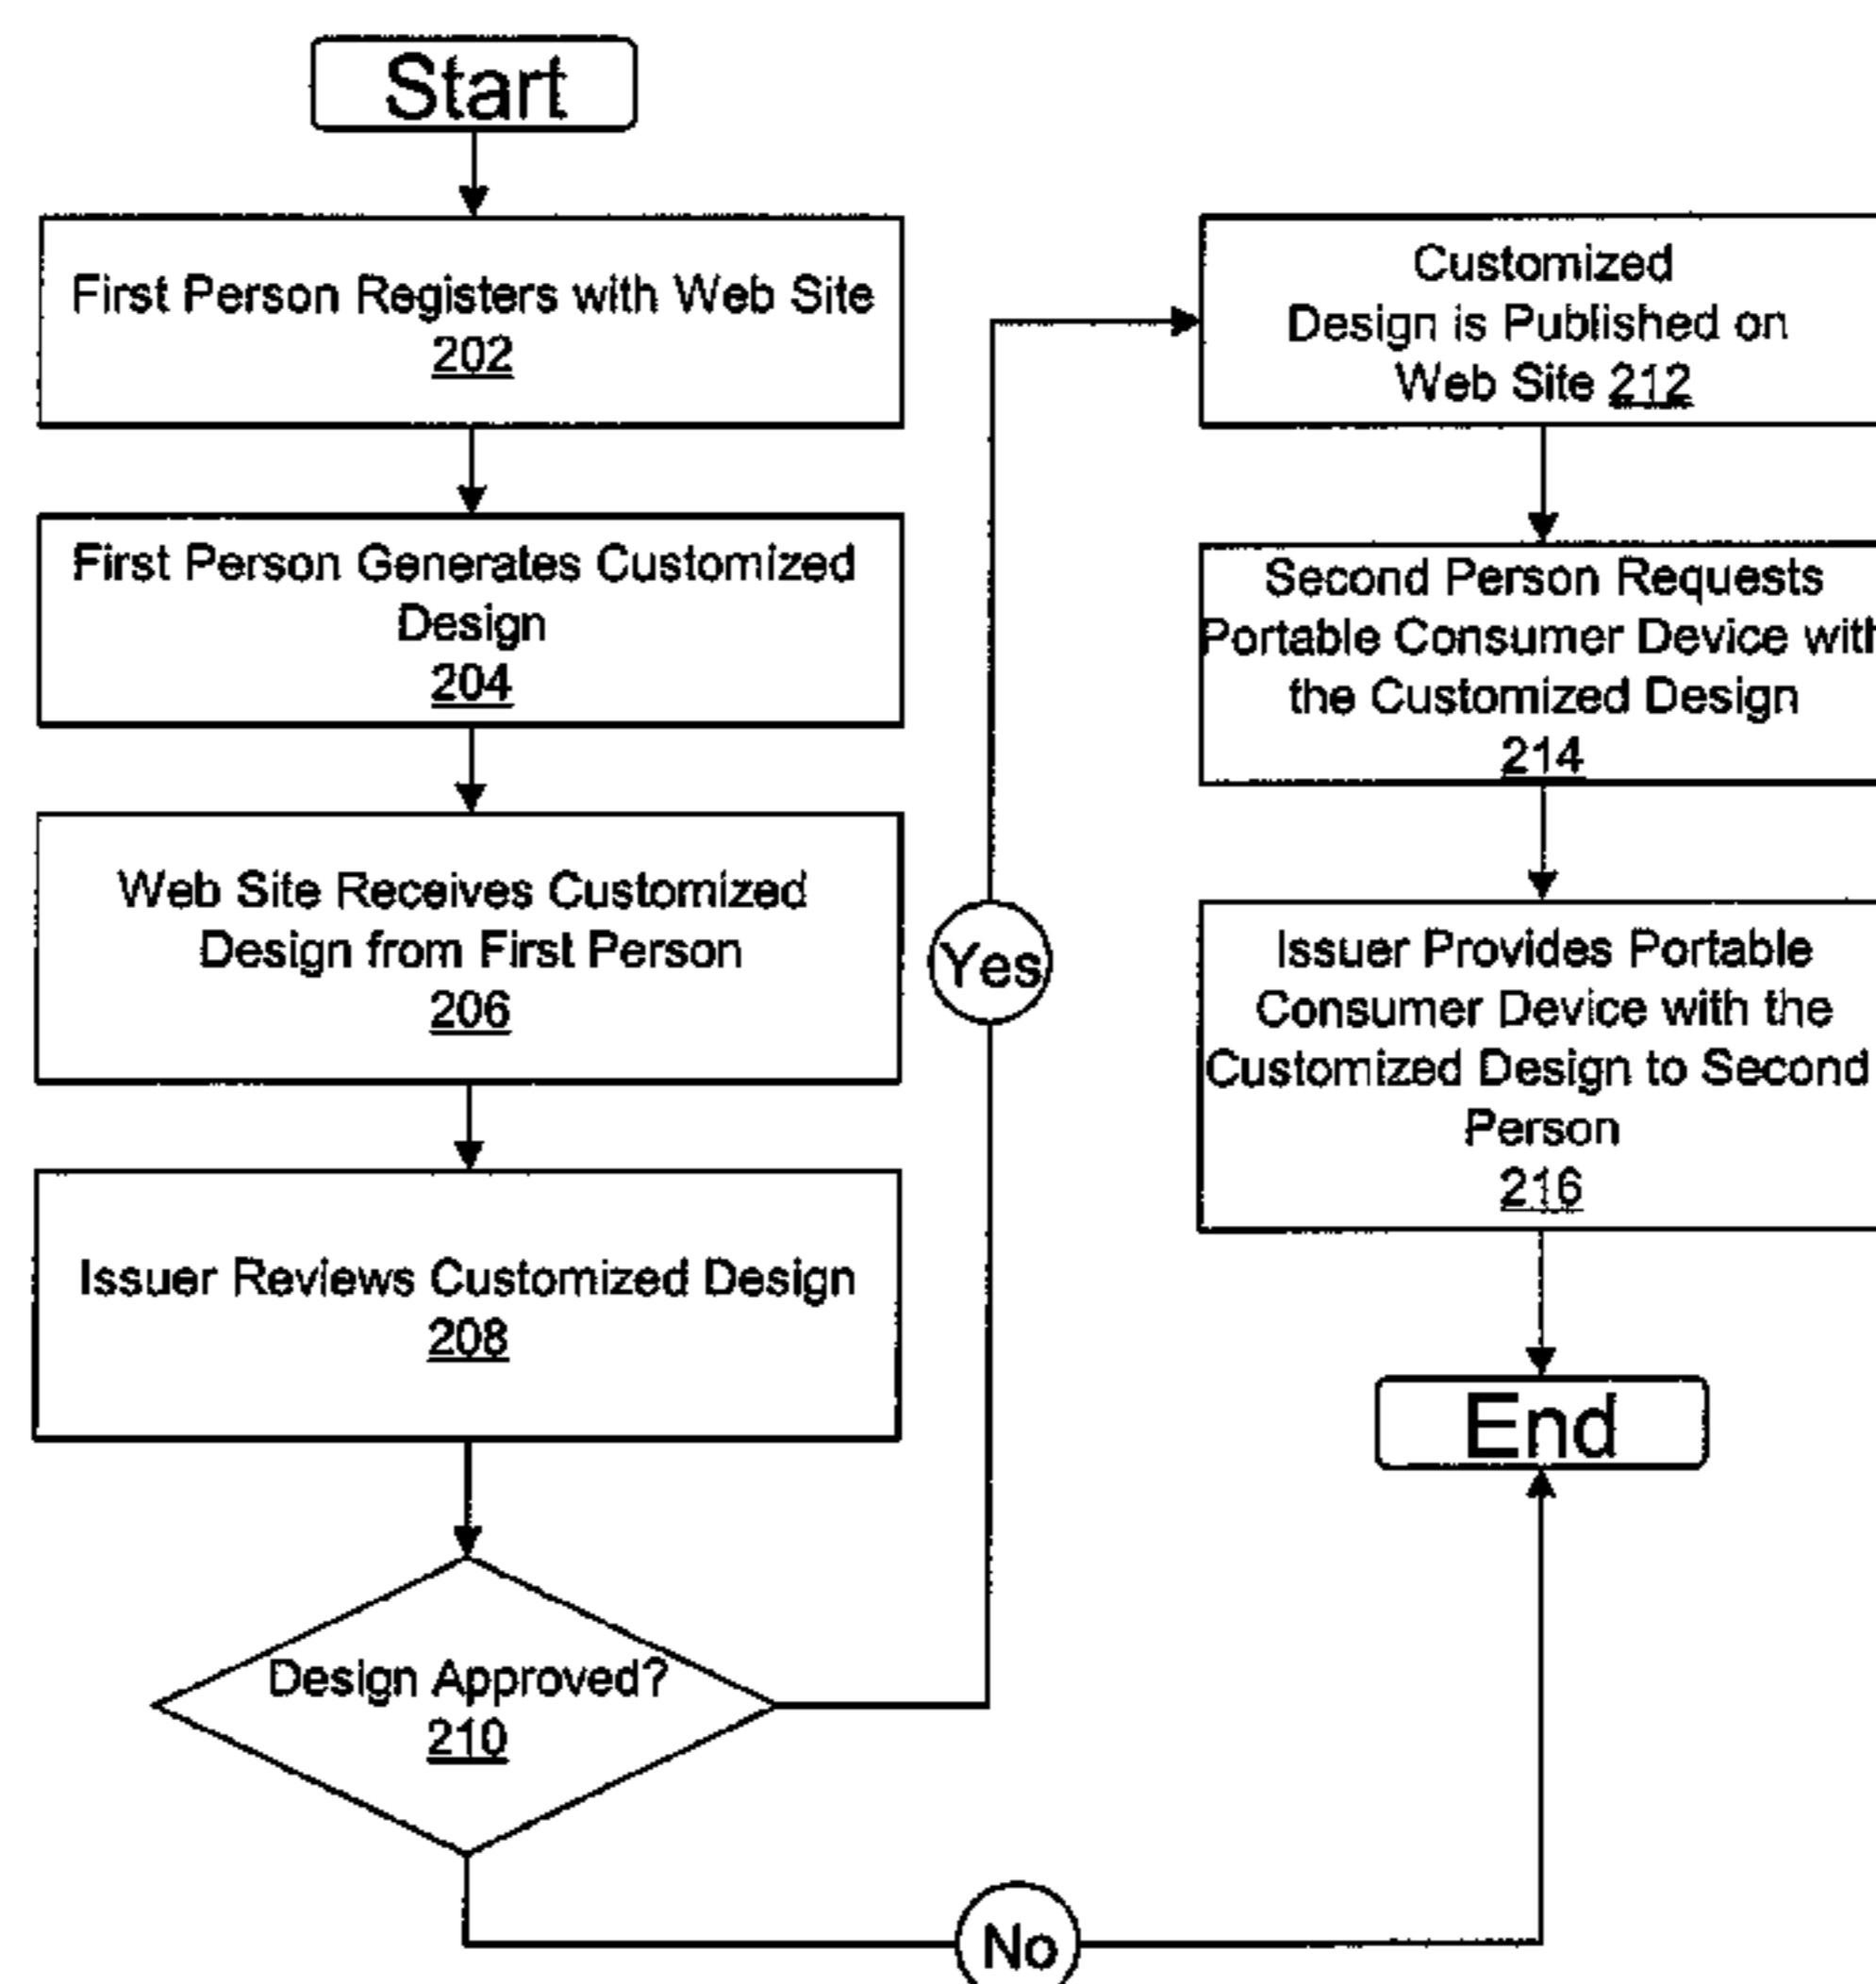 Start
First Person Registers with Web Site
202
First Person Generates Customized
Design
204
Web Site Receives Customized
Design from First Person
206
Issuer Reviews Customized Design
208
Design Approved?
210
Yes
No
Customized
Design is Published on
Web Site 212
Second Person Requests
Portable Consumer Device with
the Customized Design
214
Issuer Provides Portable
Consumer Device with the
Customized Design to Second
Person
216
End